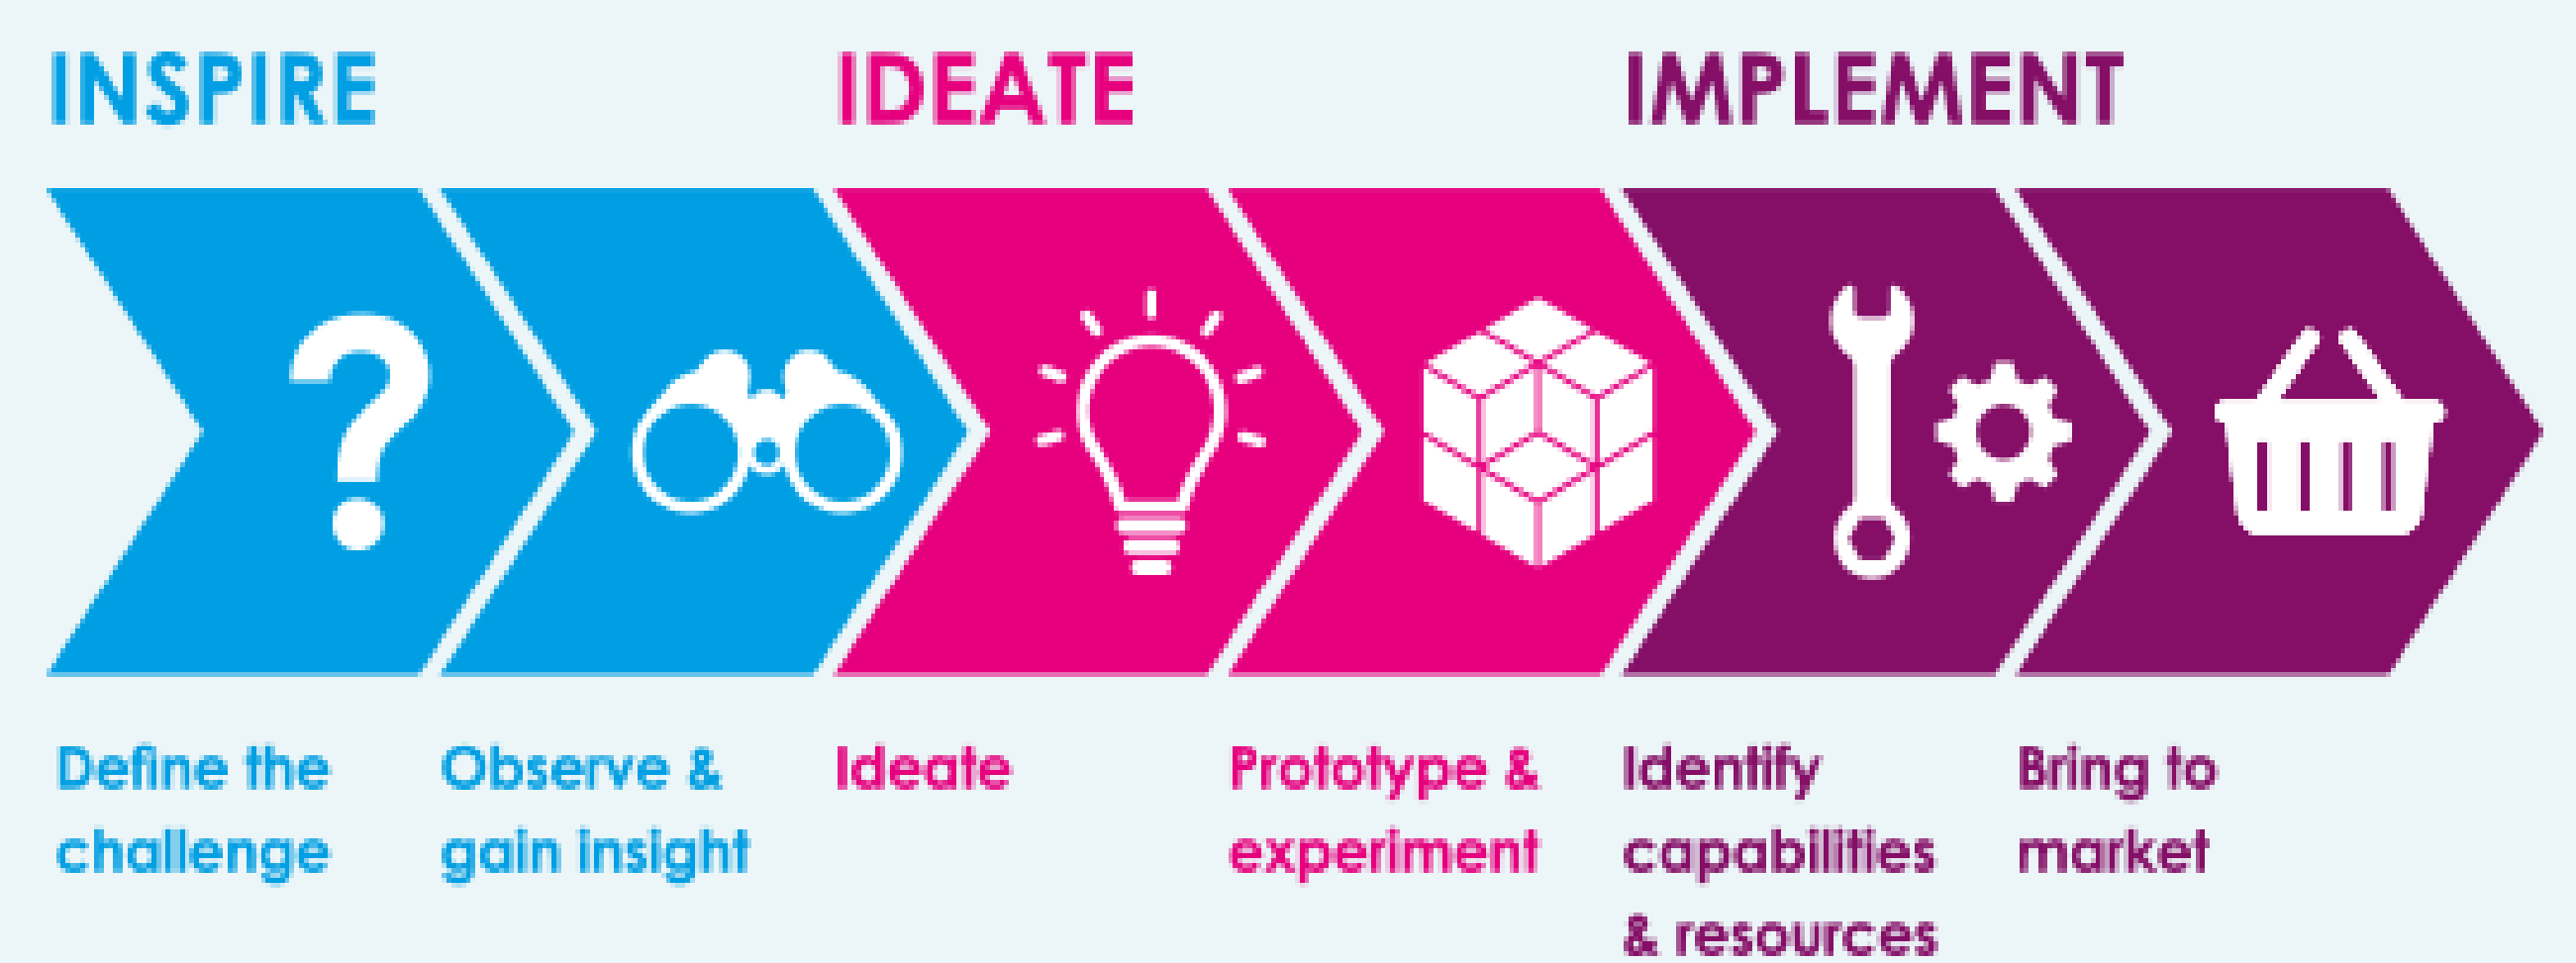 INSPIRE
IDEATE
IMPLEMENT
?
Define the
challenge
Observe &
gain insight
Ideate
Prototype &
experiment
Identify
capabilities
& resources
Bring to
market